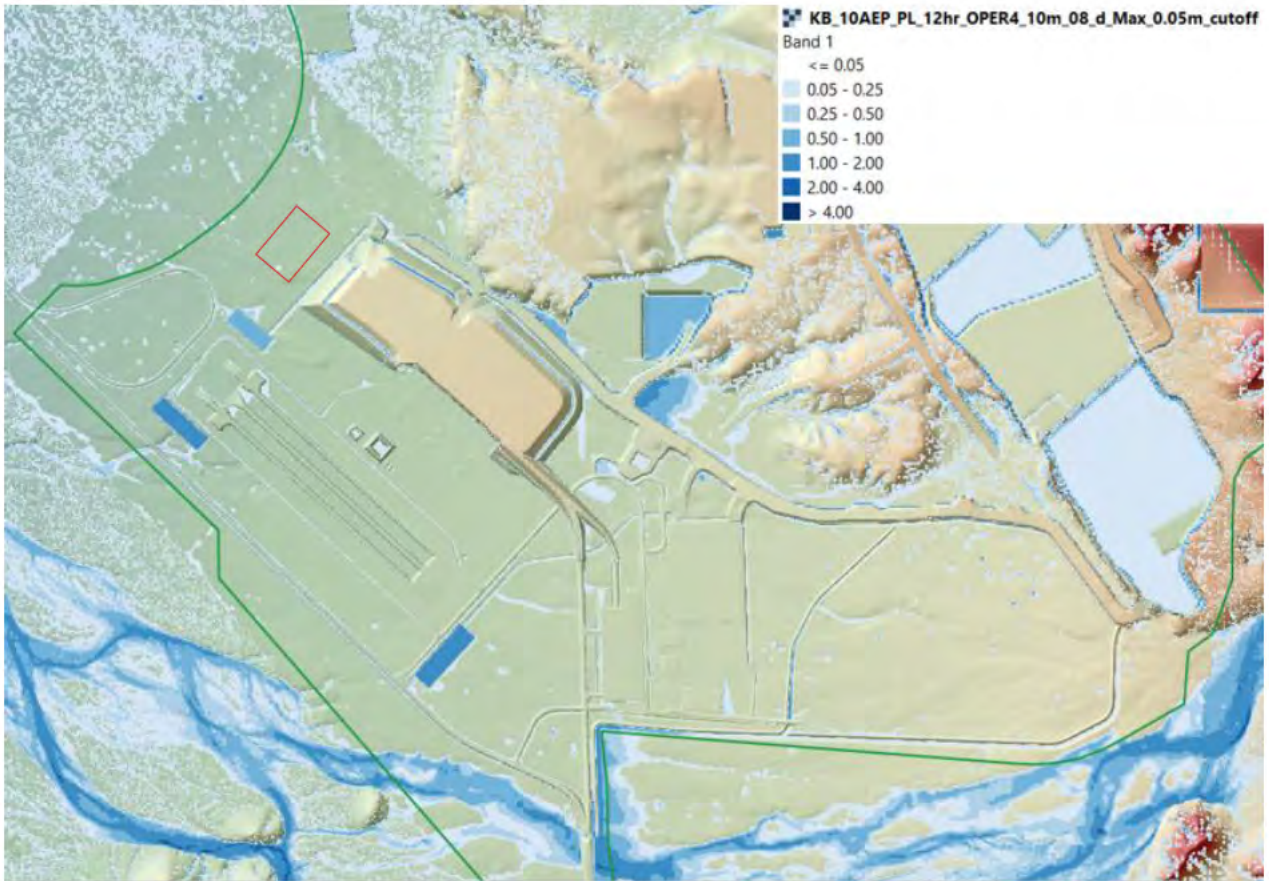 KB_10AEP_PL_12hr_OPER4_10m_08_d_Max_0.05m_cutoff
Band 1
<= 0.05
0.05 - 0.25
0.25 - 0.50
0.50 - 1.00
1.00 - 2.00
2.00 - 4.00
> 4.00